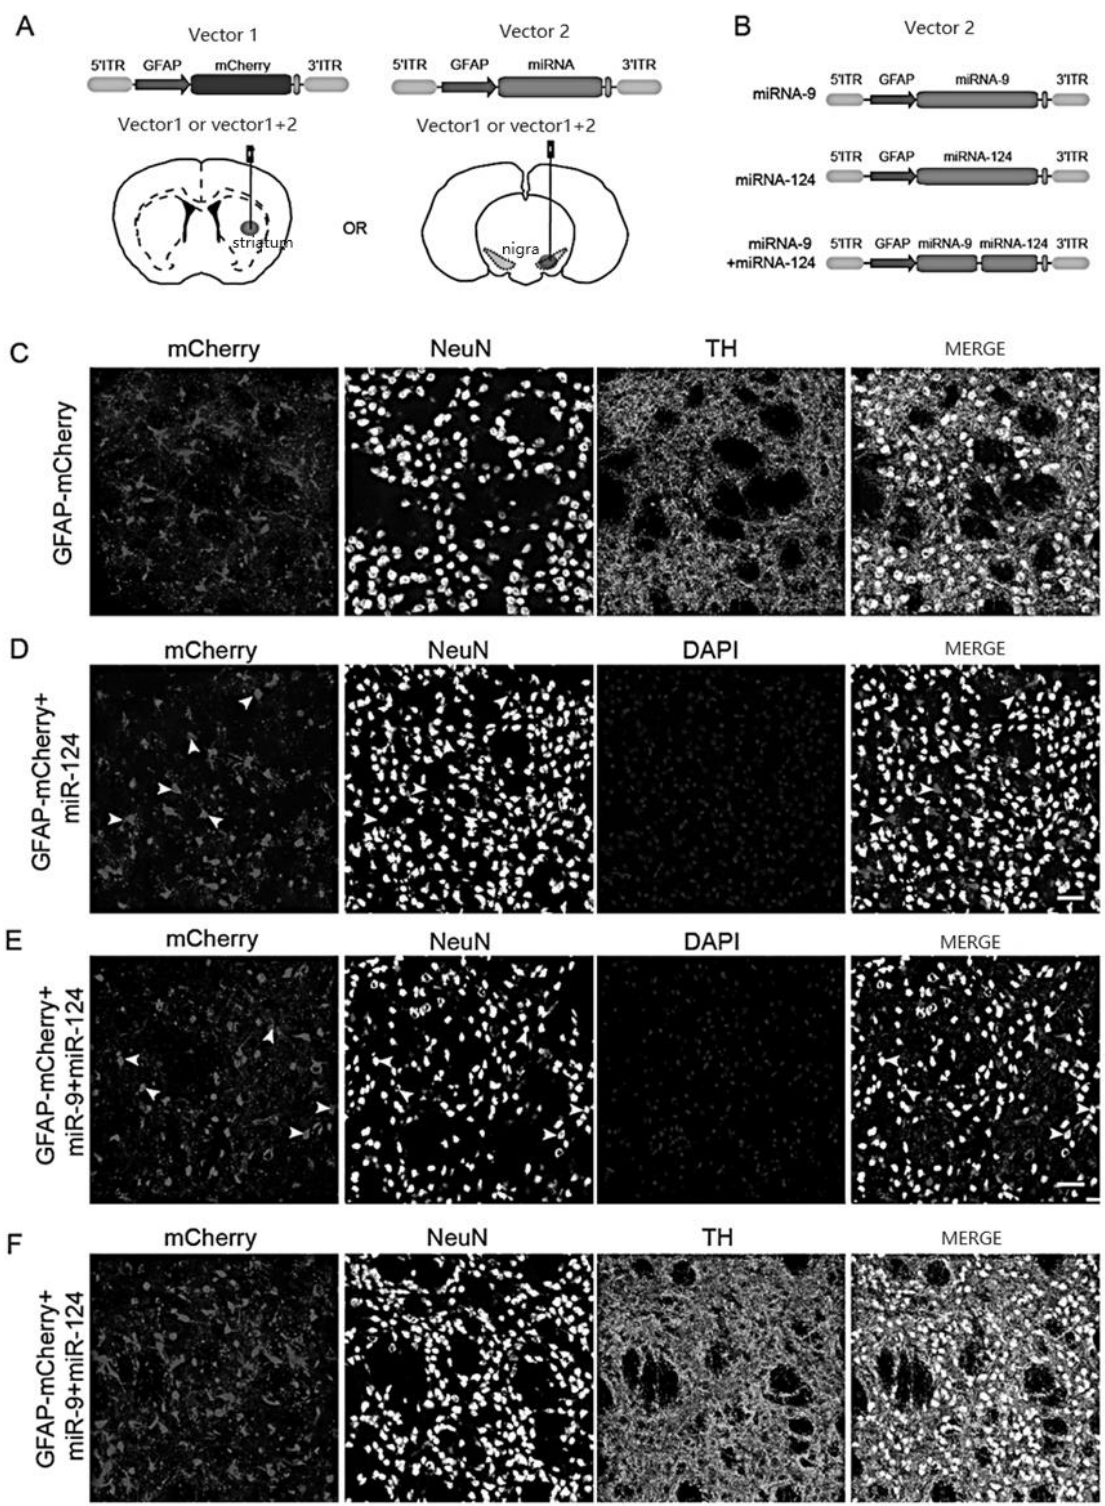 A
Vector 1
5'ITR GFAP mCherry 3'ITR
Vector1 or vector1+2
striatum
OR
Vector 2
5'ITR GFAP miRNA 3'ITR
Vector1 or vector1+2
nigra
B
Vector 2
miRNA-9
5'ITR GFAP miRNA-9 3'ITR
miRNA-124
5'ITR GFAP miRNA-124 3'ITR
miRNA-9
+miRNA-124
5'ITR GFAP miRNA-9 miRNA-124 3'ITR
C
mCherry NeuN TH MERGE
GFAP-mCherry
D
mCherry NeuN DAPI MERGE
GFAP-mCherry+
miR-124
E
mCherry NeuN DAPI MERGE
GFAP-mCherry+
miR-9+miR-124
F
mCherry NeuN TH MERGE
GFAP-mCherry+
miR-9+miR-124